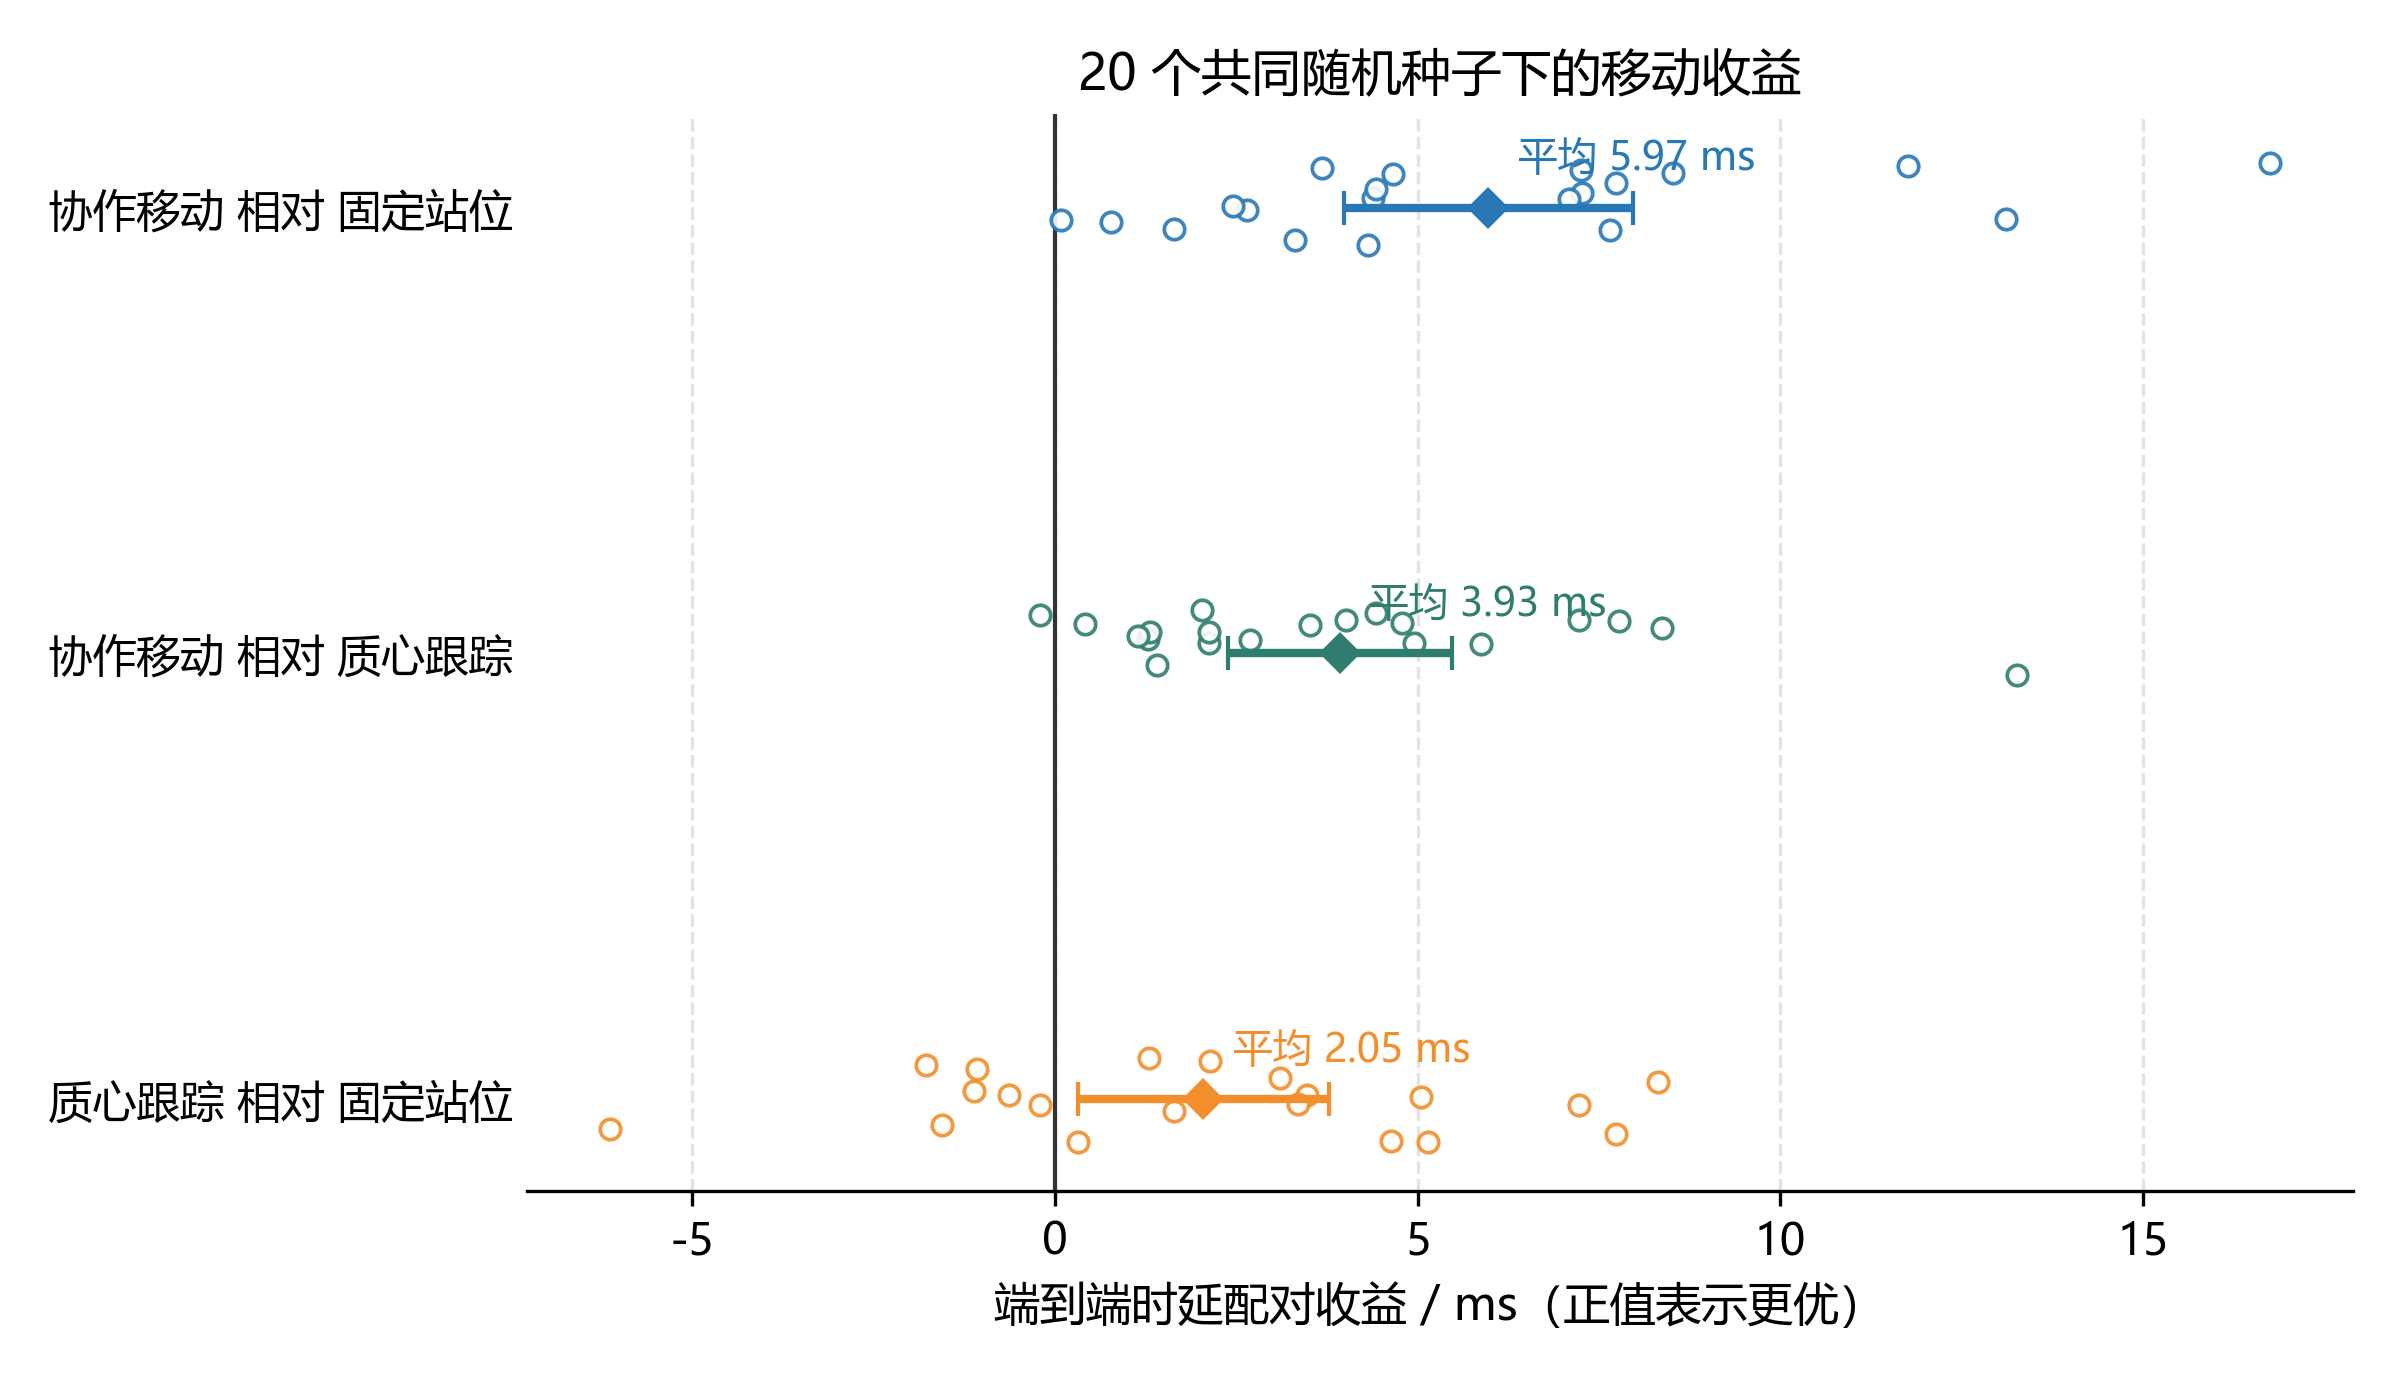 20 个共同随机种子下的移动收益
平均 5.97 ms
协作移动 相对 固定站位
平均 3.93 ms
协作移动 相对 质心跟踪
平均 2.05 ms
质心跟踪 相对 固定站位
-5 0 5 10 15
端到端时延配对收益 / ms（正值表示更优）